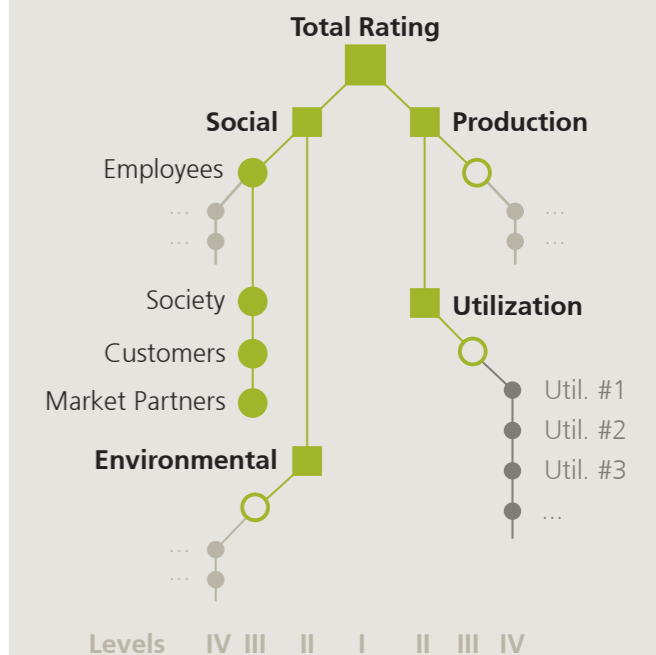 Total Rating
Social
Production
Employees
...
...
...
...
Society
Utilization
Customers
Util. #1
Market Partners
Util. #2
Environmental
Util. #3
...
...
...
Levels IV III II I II III IV